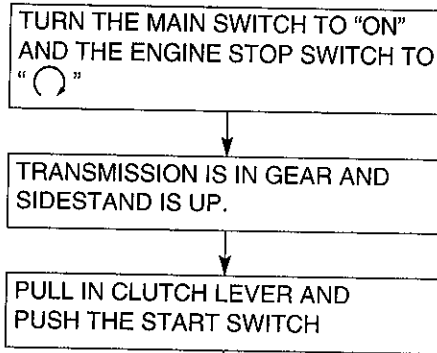 TURN THE MAIN SWITCH TO “ON”
AND THE ENGINE STOP SWITCH TO
“ ”
TRANSMISSION IS IN GEAR AND
SIDESTAND IS UP.
PULL IN CLUTCH LEVER AND
PUSH THE START SWITCH